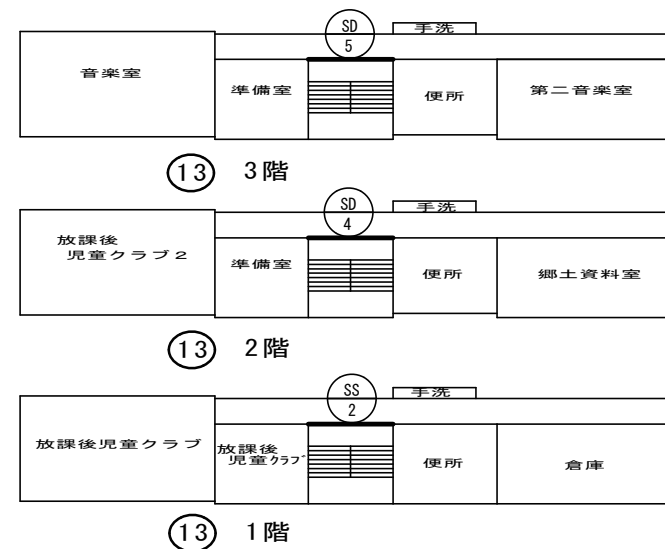 SD
5
手洗
音楽室
準備室
便所
第二音楽室
13 3階
SD
4
手洗
放課後
児童クラブ2
準備室
便所
郷土資料室
13 2階
SS
2
手洗
放課後児童クラブ
放課後
児童クラブ
便所
倉庫
13 1階